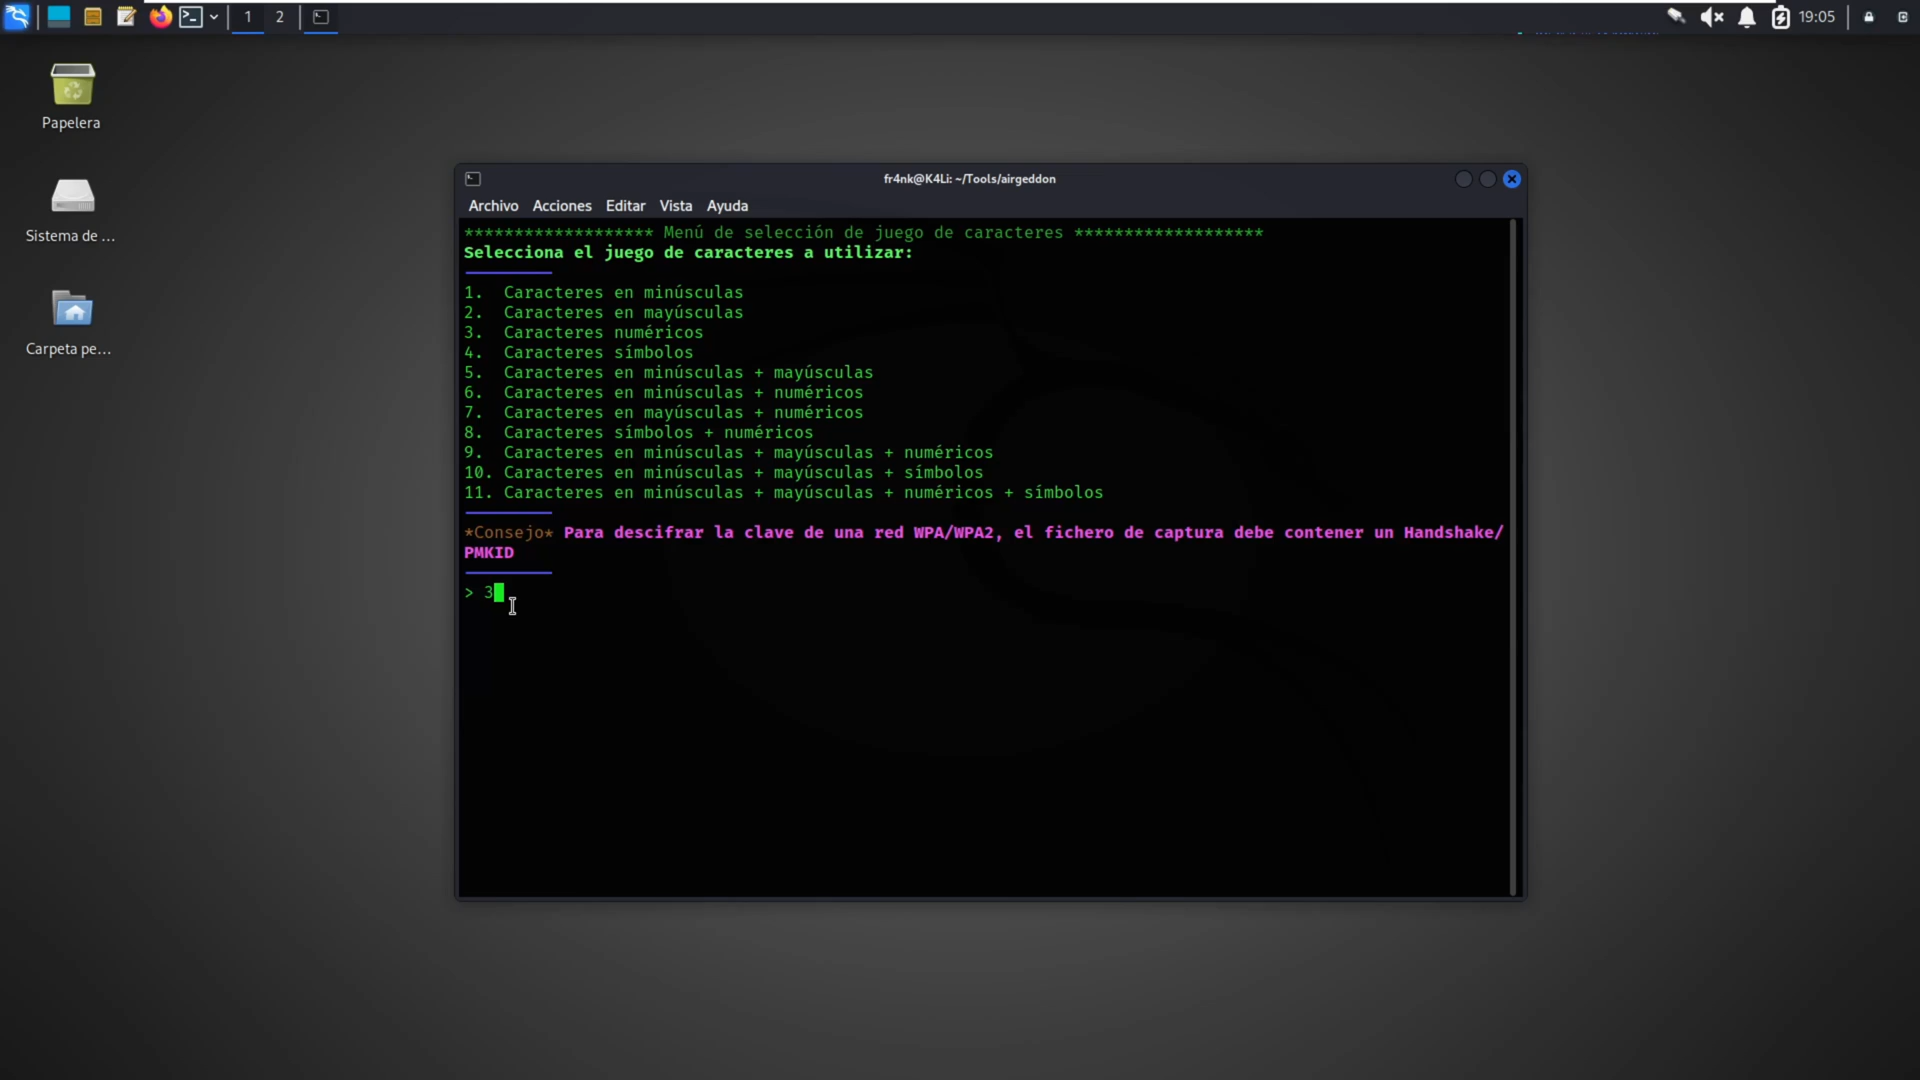 1 2 19:05
Papelera
Sistema de ...
Carpeta pe...
fr4nk@K4Li: ~/Tools/airgeddon
Archivo Acciones Editar Vista Ayuda
******************* Menú de selección de juego de caracteres *******************
Selecciona el juego de caracteres a utilizar:
1. Caracteres en minúsculas
2. Caracteres en mayúsculas
3. Caracteres numéricos
4. Caracteres símbolos
5. Caracteres en minúsculas + mayúsculas
6. Caracteres en minúsculas + numéricos
7. Caracteres en mayúsculas + numéricos
8. Caracteres símbolos + numéricos
9. Caracteres en minúsculas + mayúsculas + numéricos
10. Caracteres en minúsculas + mayúsculas + símbolos
11. Caracteres en minúsculas + mayúsculas + numéricos + símbolos
*Consejo* Para descifrar la clave de una red WPA/WPA2, el fichero de captura debe contener un Handshake/
PMKID
> 3